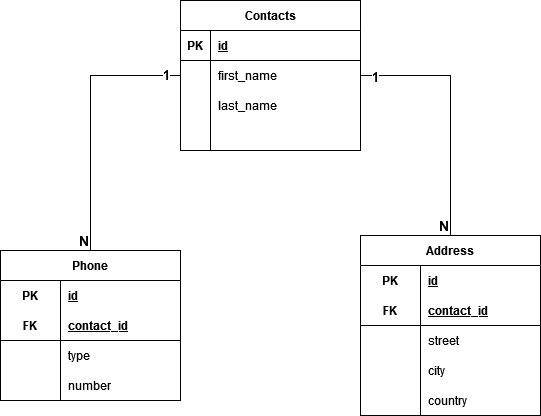 Contacts
PK id
first_name
last_name
1
1
N
N
Phone
PK id
FK contact_id
type
number
Address
PK id
FK contact_id
street
city
country